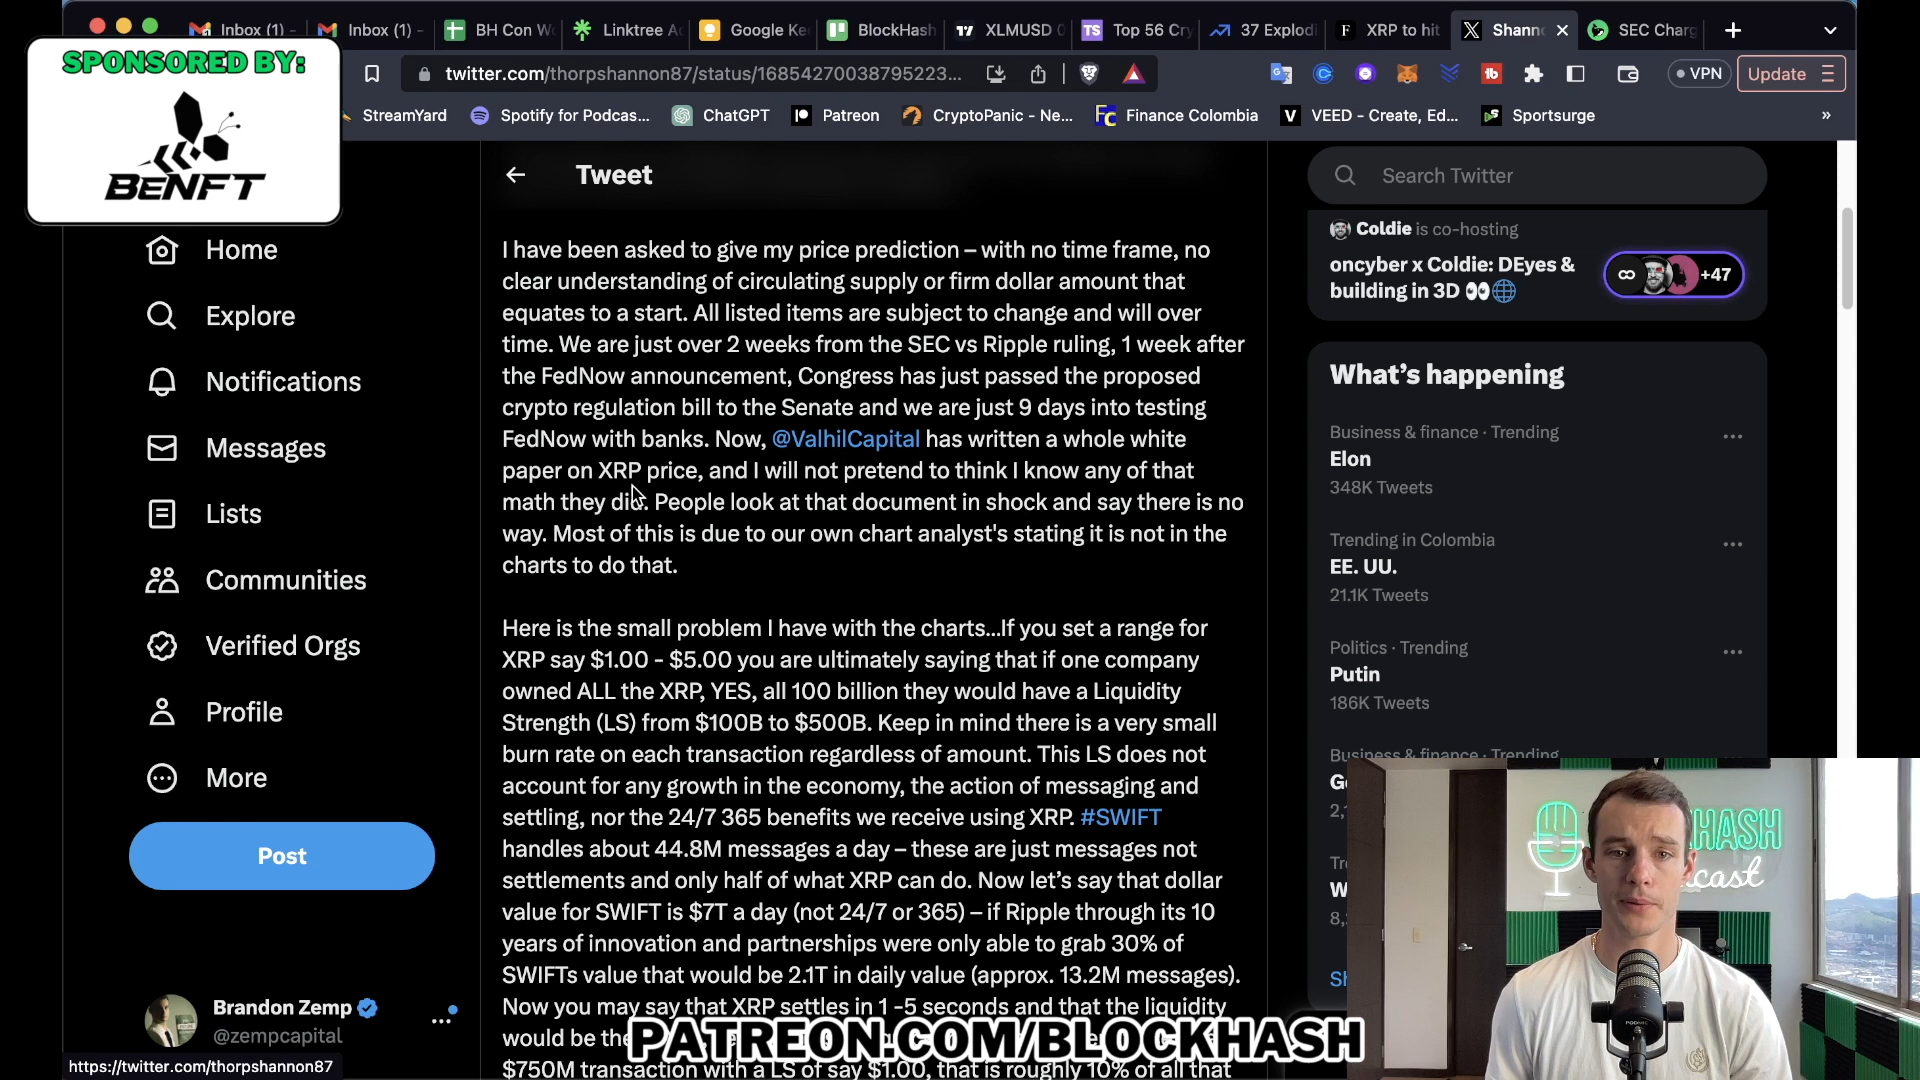 Inbox (1) -
Inbox (1) -
BH Con Wo
Linktree Ac
Google Ke
BlockHash
XLMUSD 0
Top 56 Cry
37 Explodi
XRP to hit
Shann
SEC Charg
SPONSORED BY:
BENFT
twitter.com/thorpshannon87/status/16854270038795223...
VPN
Update
StreamYard
Spotify for Podcas...
ChatGPT
Patreon
CryptoPanic - Ne...
Finance Colombia
VEED - Create, Ed...
Sportsurge
»
Home
Explore
Notifications
Messages
Lists
Communities
Verified Orgs
Profile
More
Post
Brandon Zemp
@zempcapital
https://twitter.com/thorpshannon87
Tweet
I have been asked to give my price prediction – with no time frame, no
clear understanding of circulating supply or firm dollar amount that
equates to a start. All listed items are subject to change and will over
time. We are just over 2 weeks from the SEC vs Ripple ruling, 1 week after
the FedNow announcement, Congress has just passed the proposed
crypto regulation bill to the Senate and we are just 9 days into testing
FedNow with banks. Now, @ValhilCapital has written a whole white
paper on XRP price, and I will not pretend to think I know any of that
math they did. People look at that document in shock and say there is no
way. Most of this is due to our own chart analyst's stating it is not in the
charts to do that.
Here is the small problem I have with the charts...If you set a range for
XRP say $1.00 - $5.00 you are ultimately saying that if one company
owned ALL the XRP, YES, all 100 billion they would have a Liquidity
Strength (LS) from $100B to $500B. Keep in mind there is a very small
burn rate on each transaction regardless of amount. This LS does not
account for any growth in the economy, the action of messaging and
settling, nor the 24/7 365 benefits we receive using XRP. #SWIFT
handles about 44.8M messages a day – these are just messages not
settlements and only half of what XRP can do. Now let's say that dollar
value for SWIFT is $7T a day (not 24/7 or 365) – if Ripple through its 10
years of innovation and partnerships were only able to grab 30% of
SWIFTs value that would be 2.1T in daily value (approx. 13.2M messages).
Now you may say that XRP settles in 1 -5 seconds and that the liquidity
would be the
$750M transaction with a LS of say $1.00, that is roughly 10% of all that
PATREON.COM/BLOCKHASH
Search Twitter
Coldie is co-hosting
oncyber x Coldie: DEyes &
building in 3D 👀🌐
+47
What's happening
Business & finance · Trending
Elon
348K Tweets
Trending in Colombia
EE. UU.
21.1K Tweets
Politics · Trending
Putin
186K Tweets
Business & finance · Trending
HASH
cast